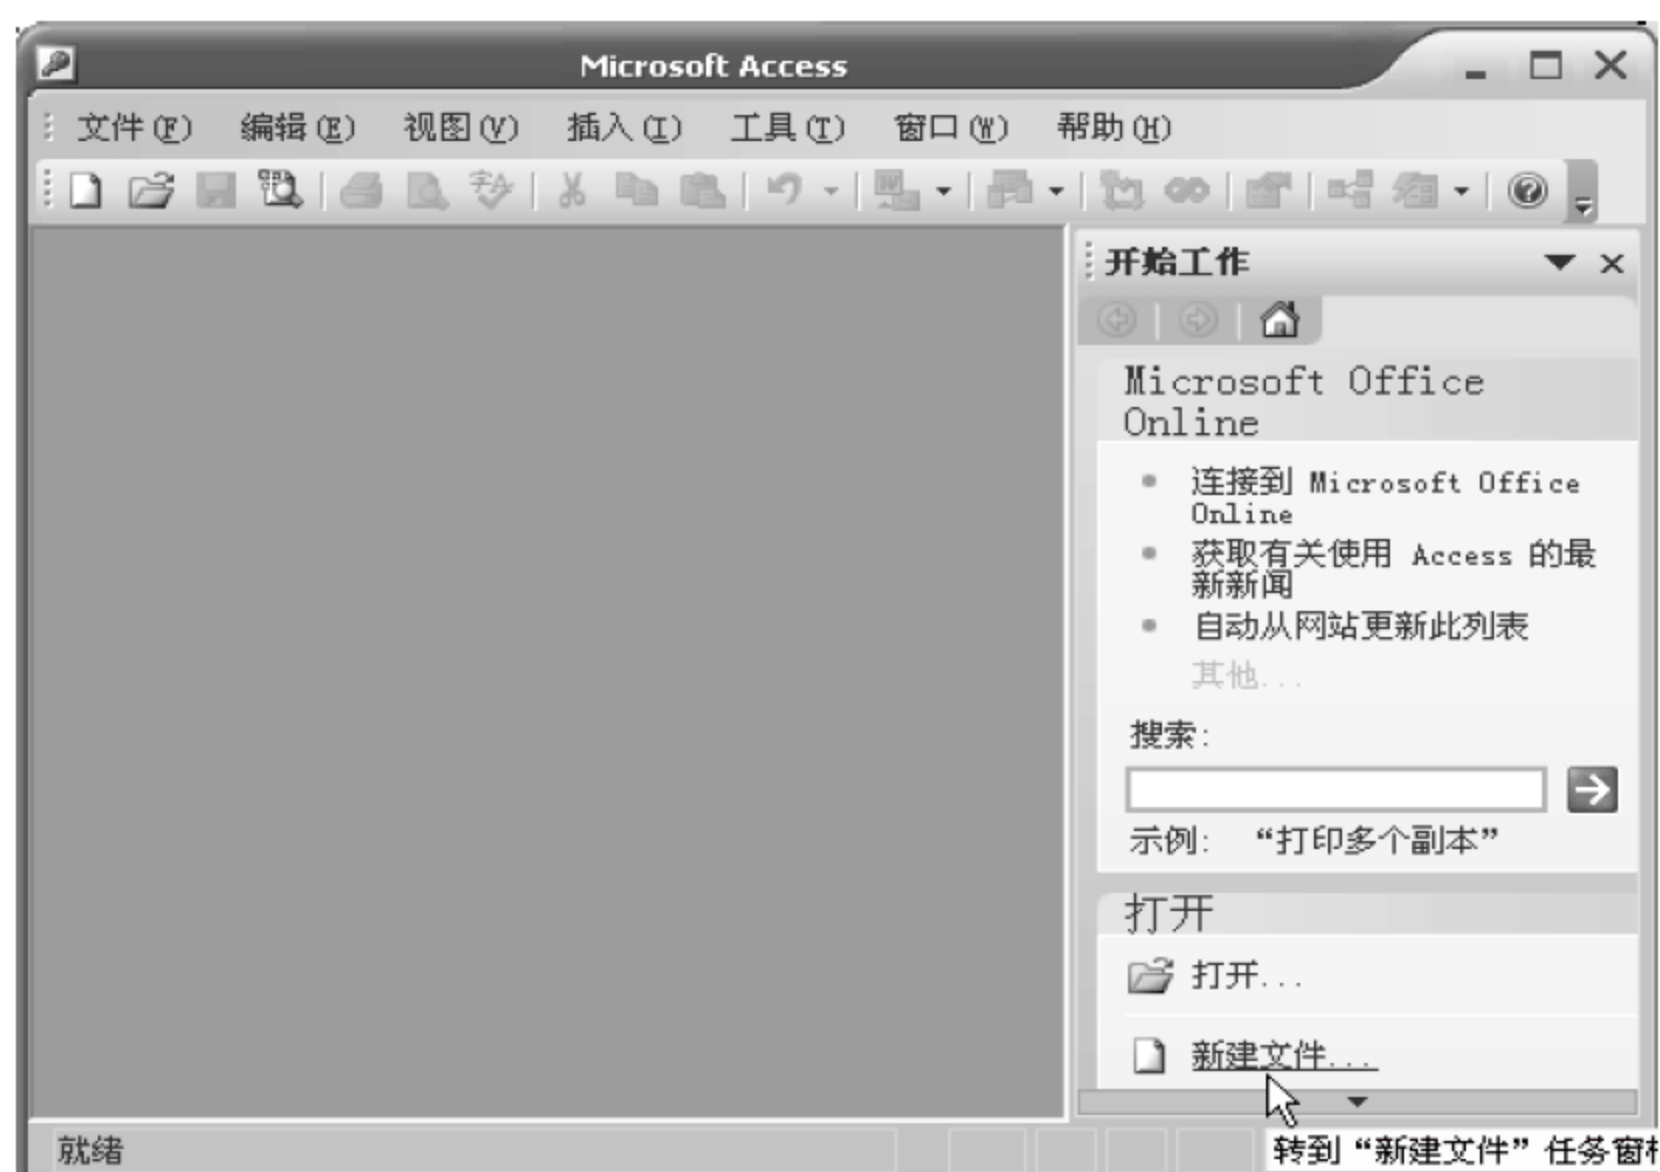 Microsoft Access
文件(F) 编辑(E) 视图(V) 插入(I) 工具(T) 窗口(W) 帮助(H)
开始工作
Microsoft Office
Online
连接到 Microsoft Office
Online
获取有关使用 Access 的最
新新闻
自动从网站更新此列表
其他...
搜索:
示例: “打印多个副本”
打开
打开...
新建文件...
就绪
转到“新建文件”任务窗